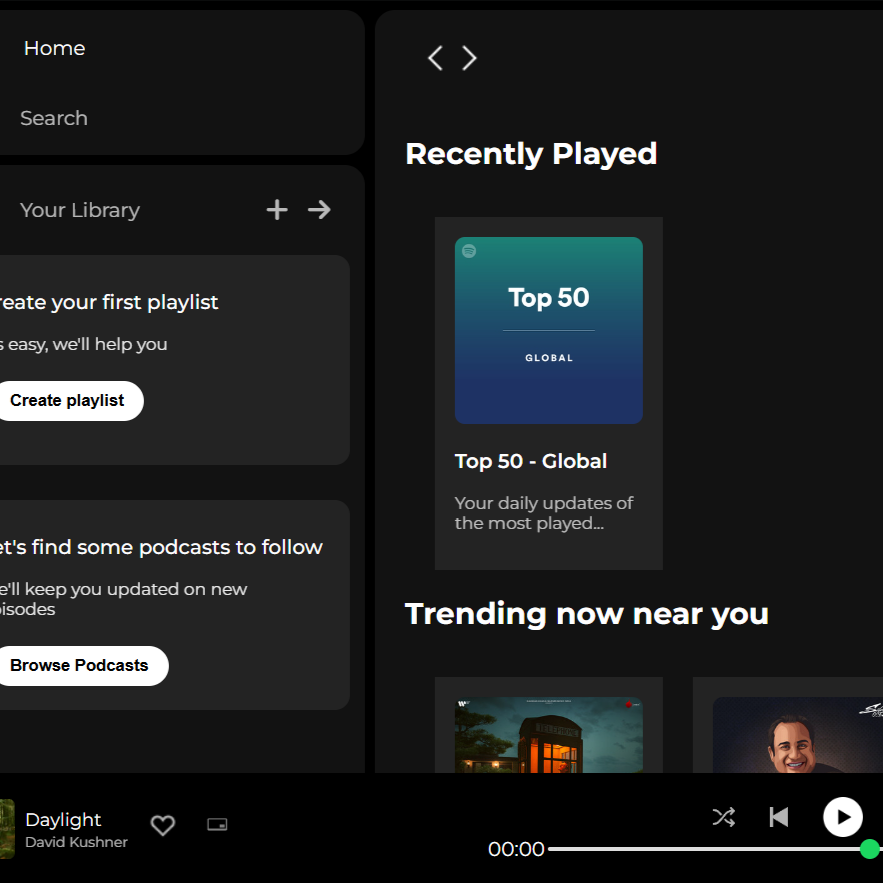 Home
Search
Your Library
reate your first playlist
s easy, we'll help you
Create playlist
et's find some podcasts to follow
e'll keep you updated on new
isodes
Browse Podcasts
Recently Played
Top 50
GLOBAL
Top 50 - Global
Your daily updates of
the most played...
Trending now near you
TELEPHONE
Daylight
David Kushner
00:00